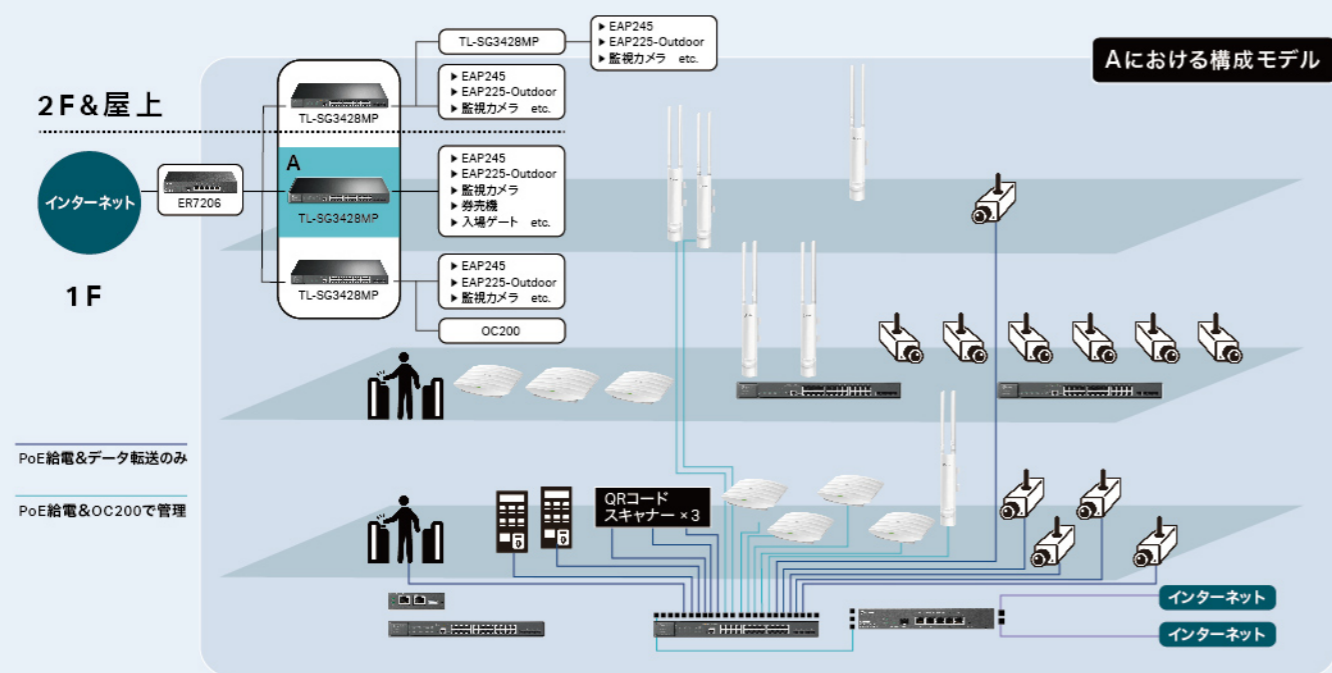 TL-SG3428MP
▶ EAP245
▶ EAP225-Outdoor
▶ 監視カメラ etc.
Aにおける構成モデル
2F&屋上
TL-SG3428MP
▶ EAP245
▶ EAP225-Outdoor
▶ 監視カメラ etc.
インターネット
ER7206
A
TL-SG3428MP
▶ EAP245
▶ EAP225-Outdoor
▶ 監視カメラ
▶ 券売機
▶ 入場ゲート etc.
1F
TL-SG3428MP
▶ EAP245
▶ EAP225-Outdoor
▶ 監視カメラ etc.
OC200
PoE給電&データ転送のみ
PoE給電&OC200で管理
QRコード
スキャナー×3
インターネット
インターネット